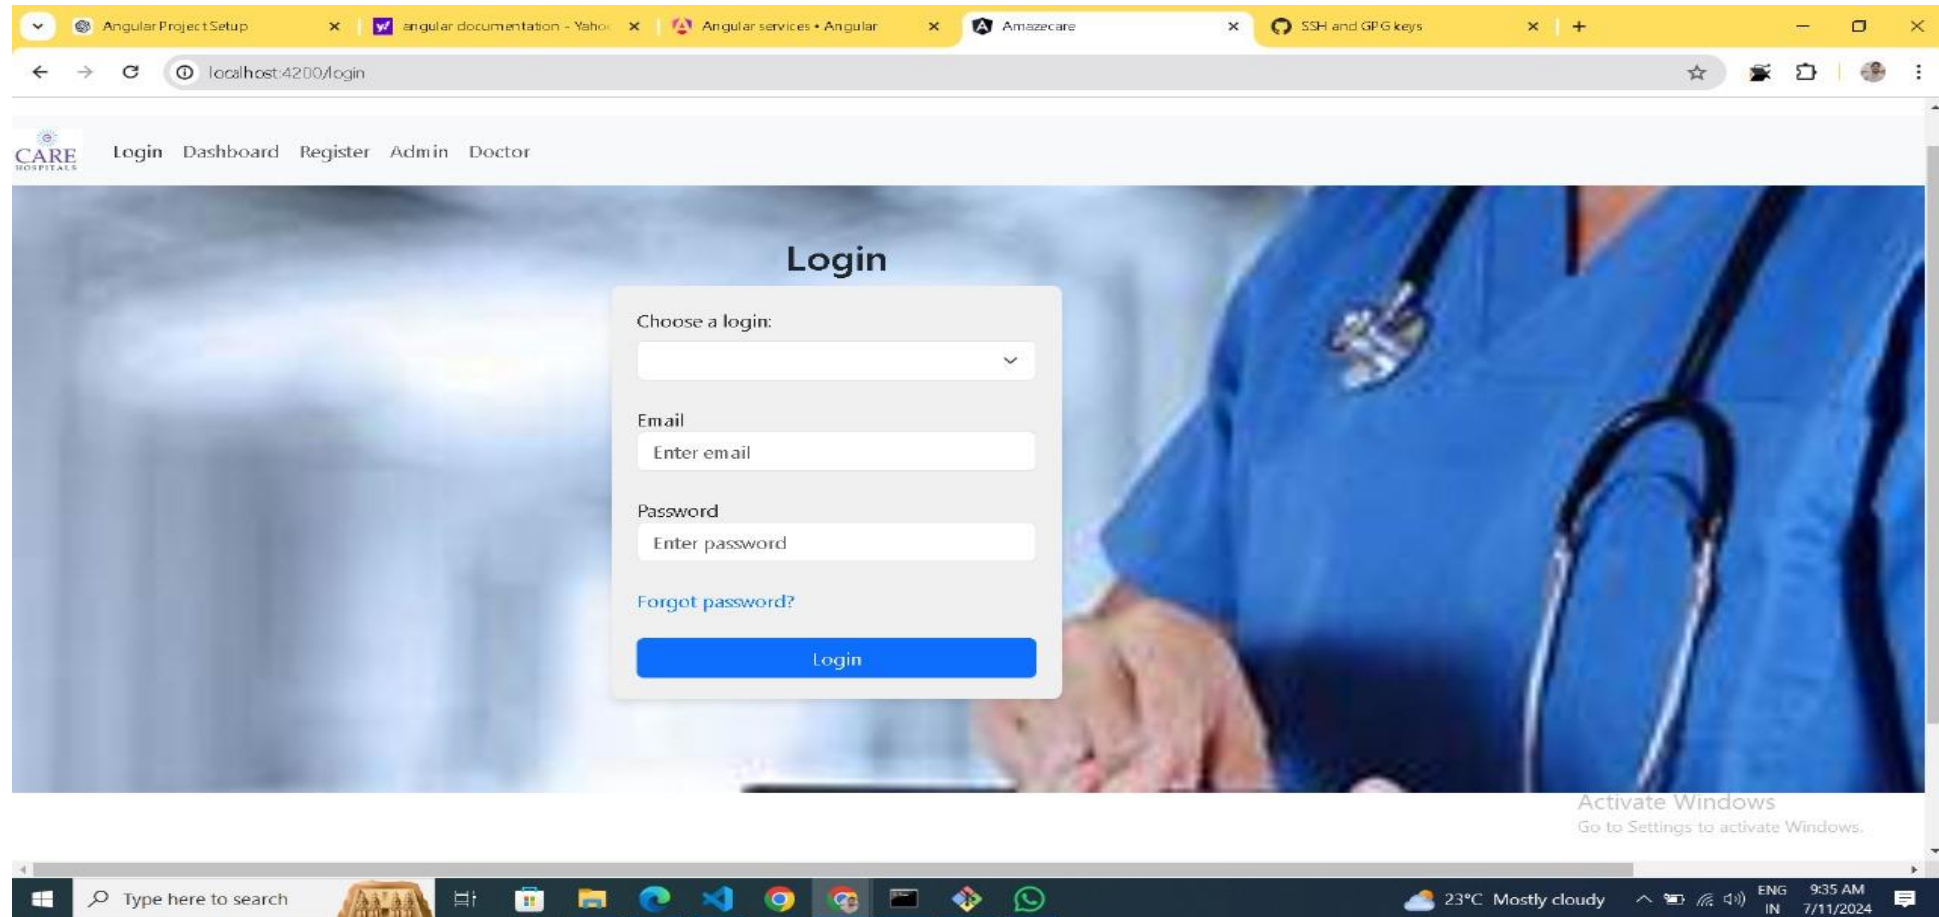 Angular Project Setup
angular documentation - Yaho
Angular services • Angular
Amazecare
SSH and GPG keys
localhost:4200/login
CARE
HOSPITALS
Login Dashboard Register Admin Doctor
Login
Choose a login:
Email
Enter email
Password
Enter password
Forgot password?
Login
Activate Windows
Go to Settings to activate Windows.
Type here to search
23°C Mostly cloudy
ENG
IN
9:35 AM
7/11/2024